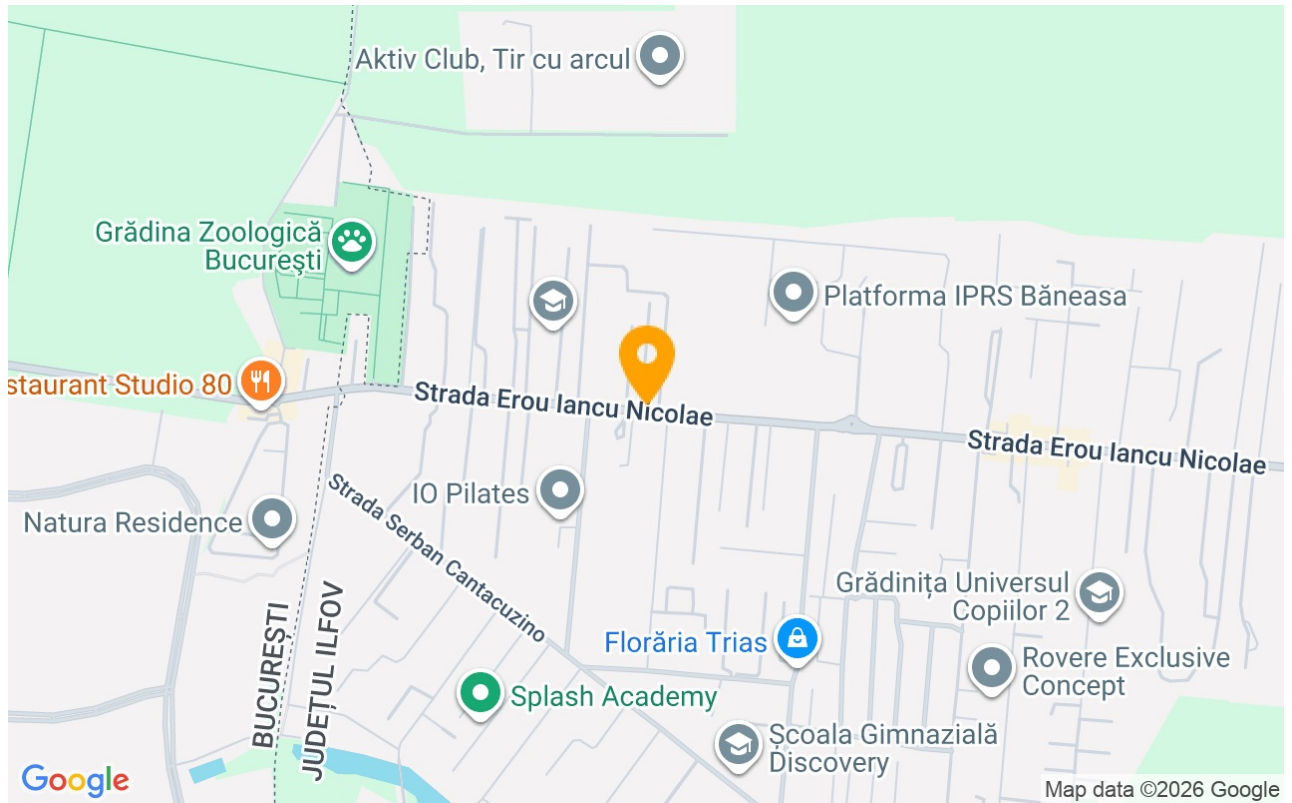 Aktiv Club, Tir cu arcul
Grădina Zoologică
București
Platforma IPRS Băneasa
staurant Studio 80
Strada Erou Iancu Nicolae
Strada Erou Iancu Nicolae
IO Pilates
Natura Residence
Strada Serban Cantacuzino
Grădinița Universul
Copiilor 2
BUCUREȘTI
JUDEȚUL ILFOV
Florăria Trias
Rovere Exclusive
Concept
Splash Academy
Școala Gimnazială
Discovery
Google
Map data ©2026 Google